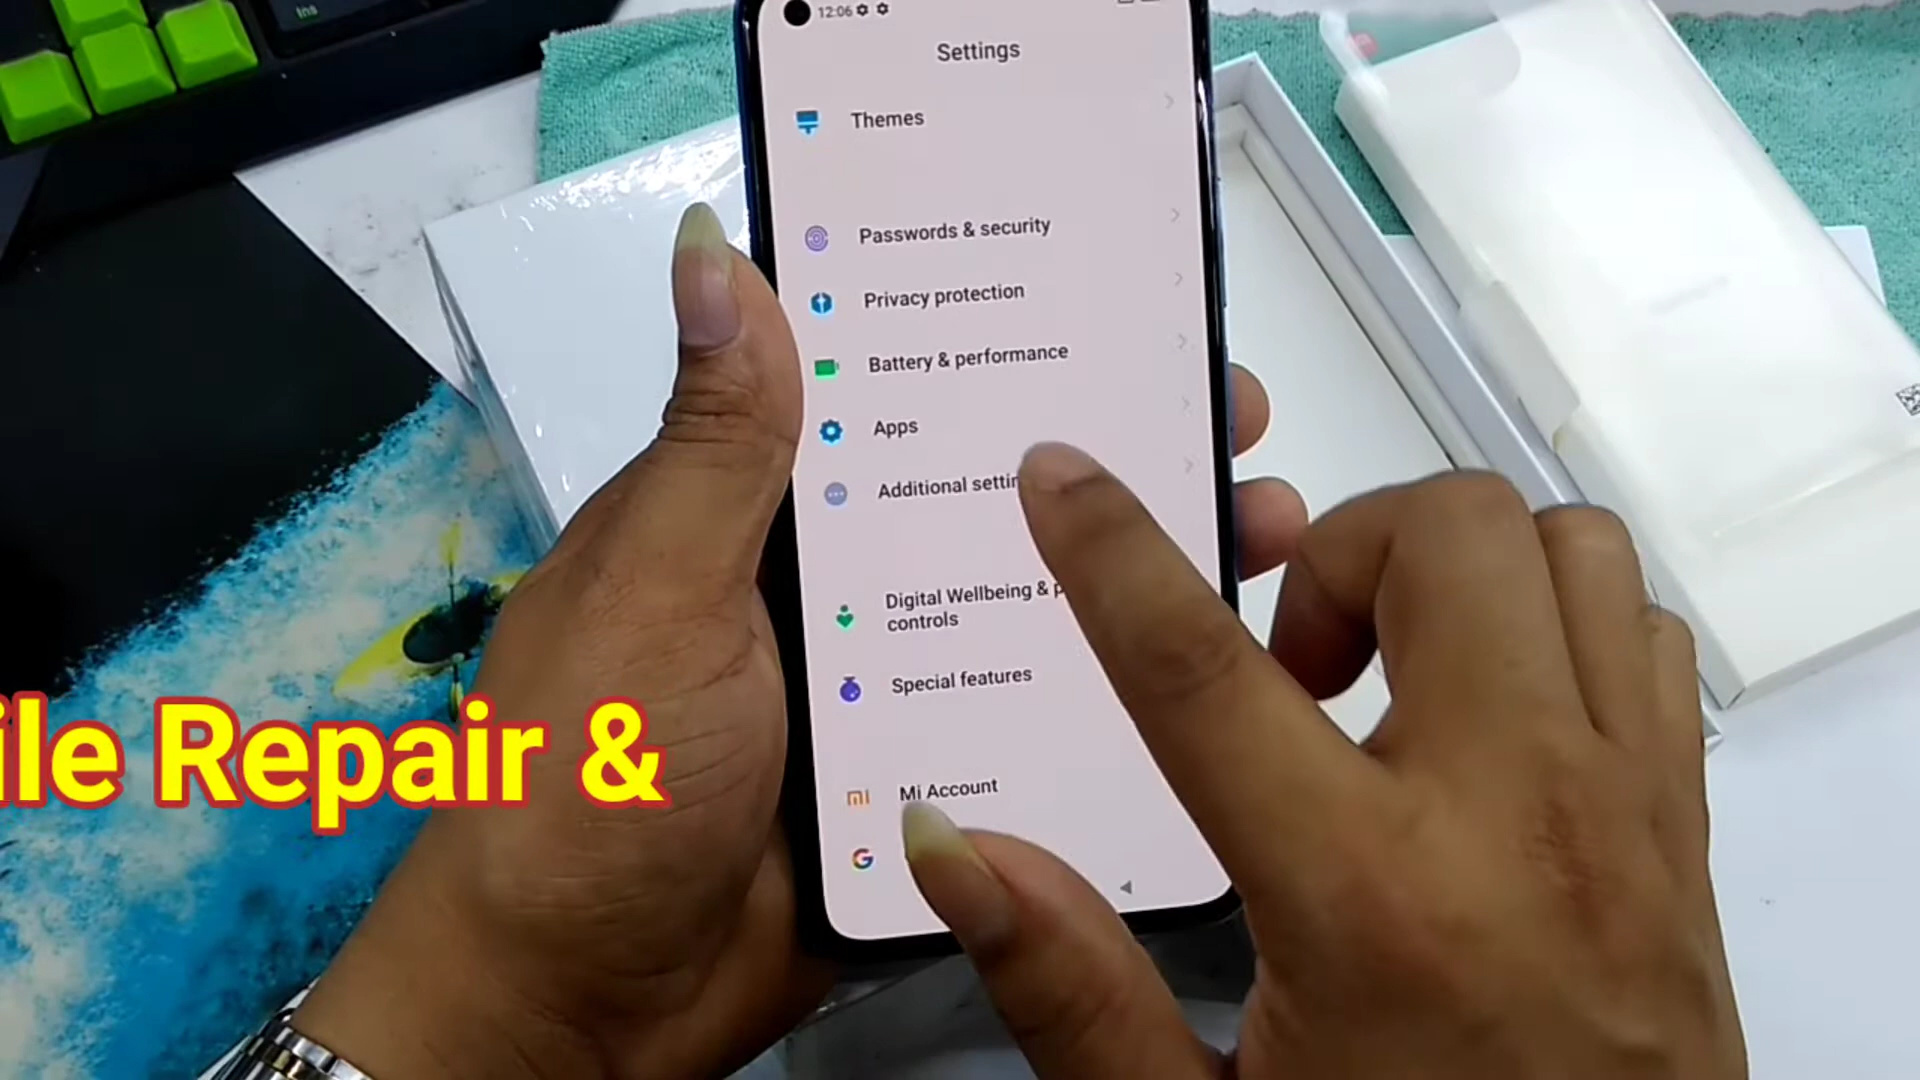 Ins
12:06
Settings
Themes
Passwords & security
Privacy protection
Battery & performance
Apps
Additional settin
Digital Wellbeing & p
controls
Special features
Mi Account
ile Repair &